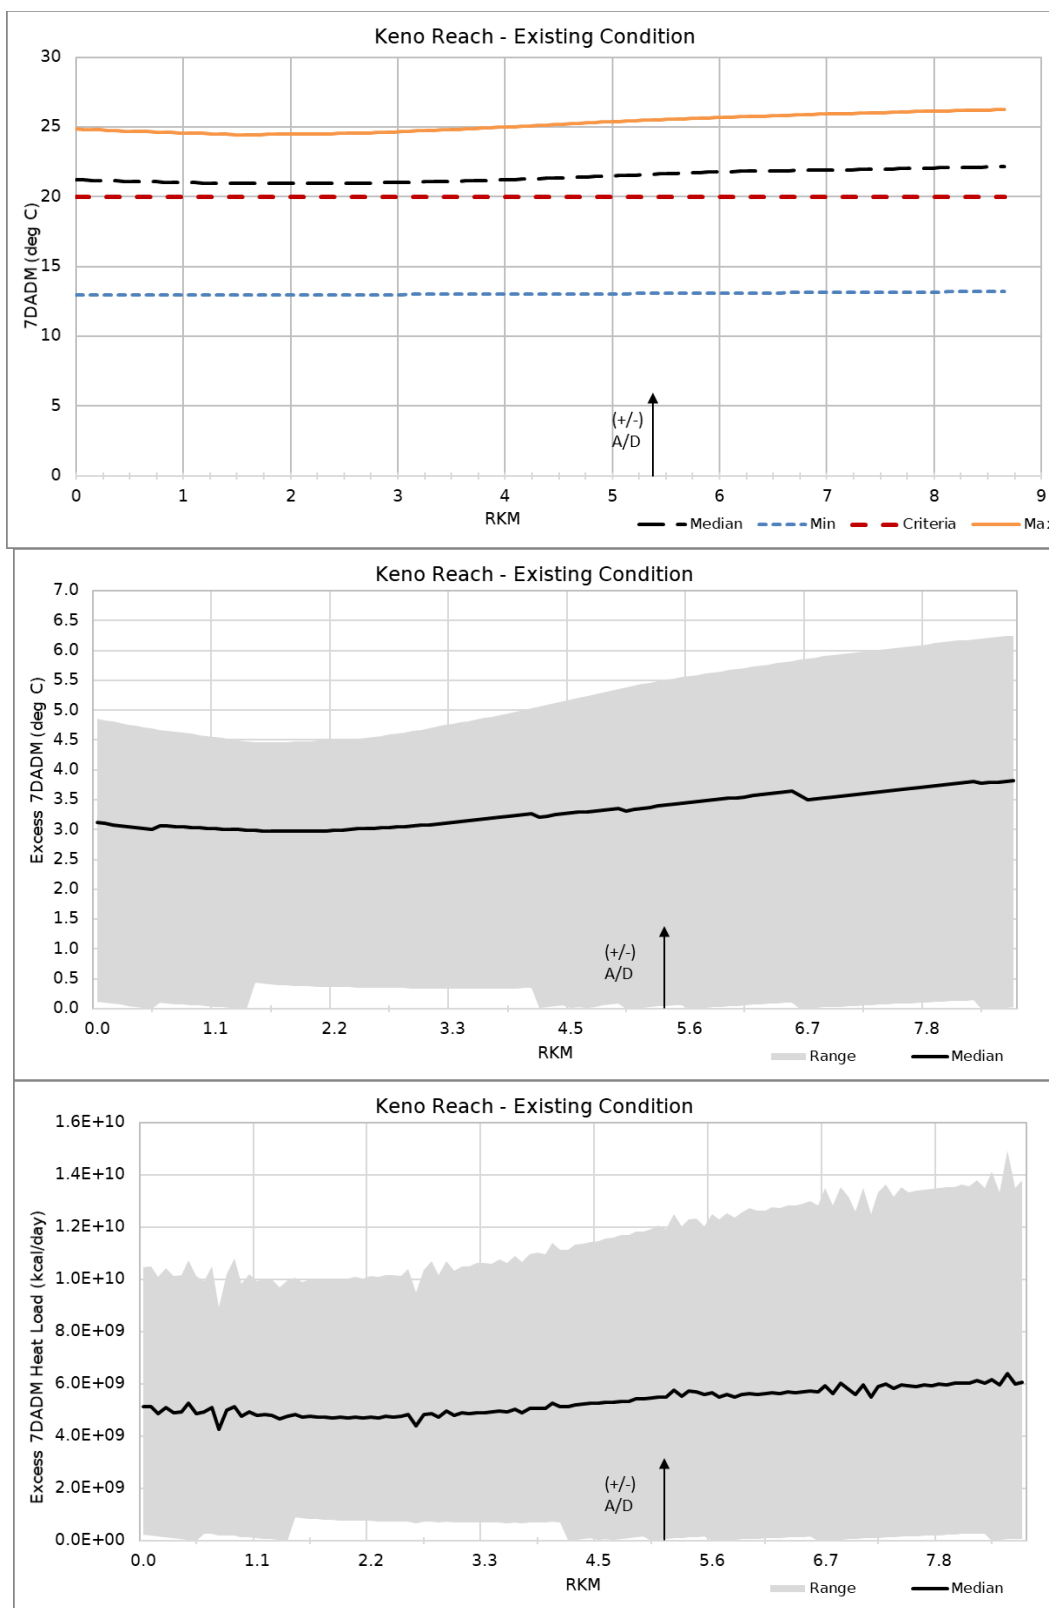 Keno Reach - Existing Condition
7DADM (deg C)
30
25
20
15
10
5
0
(+/-)
A/D
0 1 2 3 4 5 6 7 8 9
RKM
Median Min Criteria Max
Keno Reach - Existing Condition
Excess 7DADM (deg C)
7.0
6.5
6.0
5.5
5.0
4.5
4.0
3.5
3.0
2.5
2.0
1.5
1.0
0.5
0.0
(+/-)
A/D
0.0 1.1 2.2 3.3 4.5 5.6 6.7 7.8
RKM
Range Median
Keno Reach - Existing Condition
Excess 7DADM Heat Load (kcal/day)
1.6E+10
1.4E+10
1.2E+10
1.0E+10
8.0E+09
6.0E+09
4.0E+09
2.0E+09
0.0E+00
(+/-)
A/D
0.0 1.1 2.2 3.3 4.5 5.6 6.7 7.8
RKM
Range Median